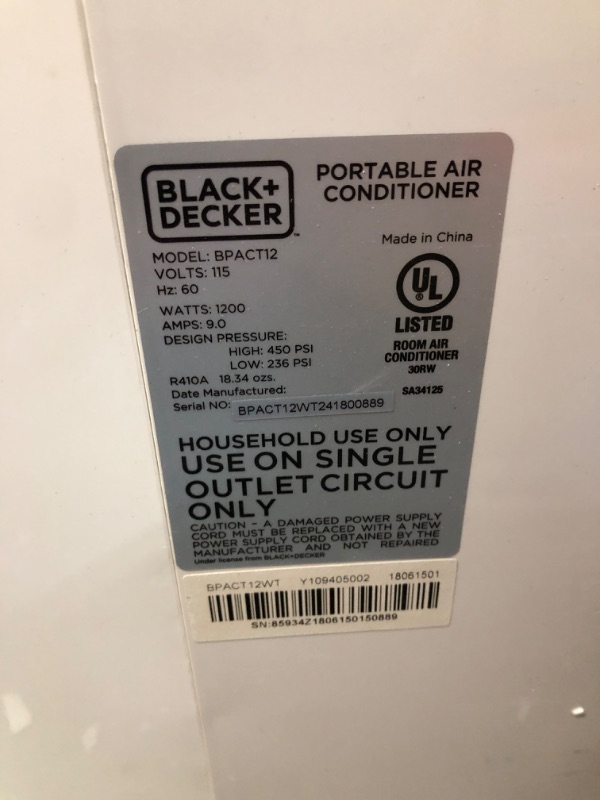 BLACK+
DECKER
™
PORTABLE AIR
CONDITIONER
Made in China
MODEL: BPACT12
VOLTS: 115
Hz: 60
WATTS: 1200
AMPS: 9.0
DESIGN PRESSURE:
HIGH: 450 PSI
LOW: 236 PSI
R410A 18.34 ozs.
Date Manufactured:
Serial NO: BPACT12WT241800889
UL
®
LISTED
ROOM AIR
CONDITIONER
30RW
SA34125
HOUSEHOLD USE ONLY
USE ON SINGLE
OUTLET CIRCUIT
ONLY
CAUTION - A DAMAGED POWER SUPPLY
CORD MUST BE REPLACED WITH A NEW
POWER SUPPLY CORD OBTAINED BY THE
MANUFACTURER AND NOT REPAIRED
Under license from BLACK+DECKER
BPACT12WT Y109405002 18061501
SN:85934Z1806150150889